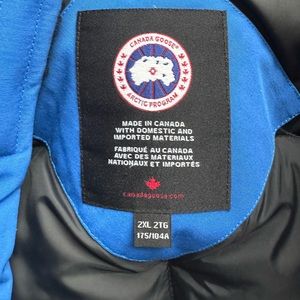 CANADA GOOSE®
ARCTIC PROGRAM
MADE IN CANADA
WITH DOMESTIC AND
IMPORTED MATERIALS
FABRIQUÉ AU CANADA
AVEC DES MATERIAUX
NATIONAUX ET IMPORTÉS
canadagoose.com
2XL 2TG
175/104A